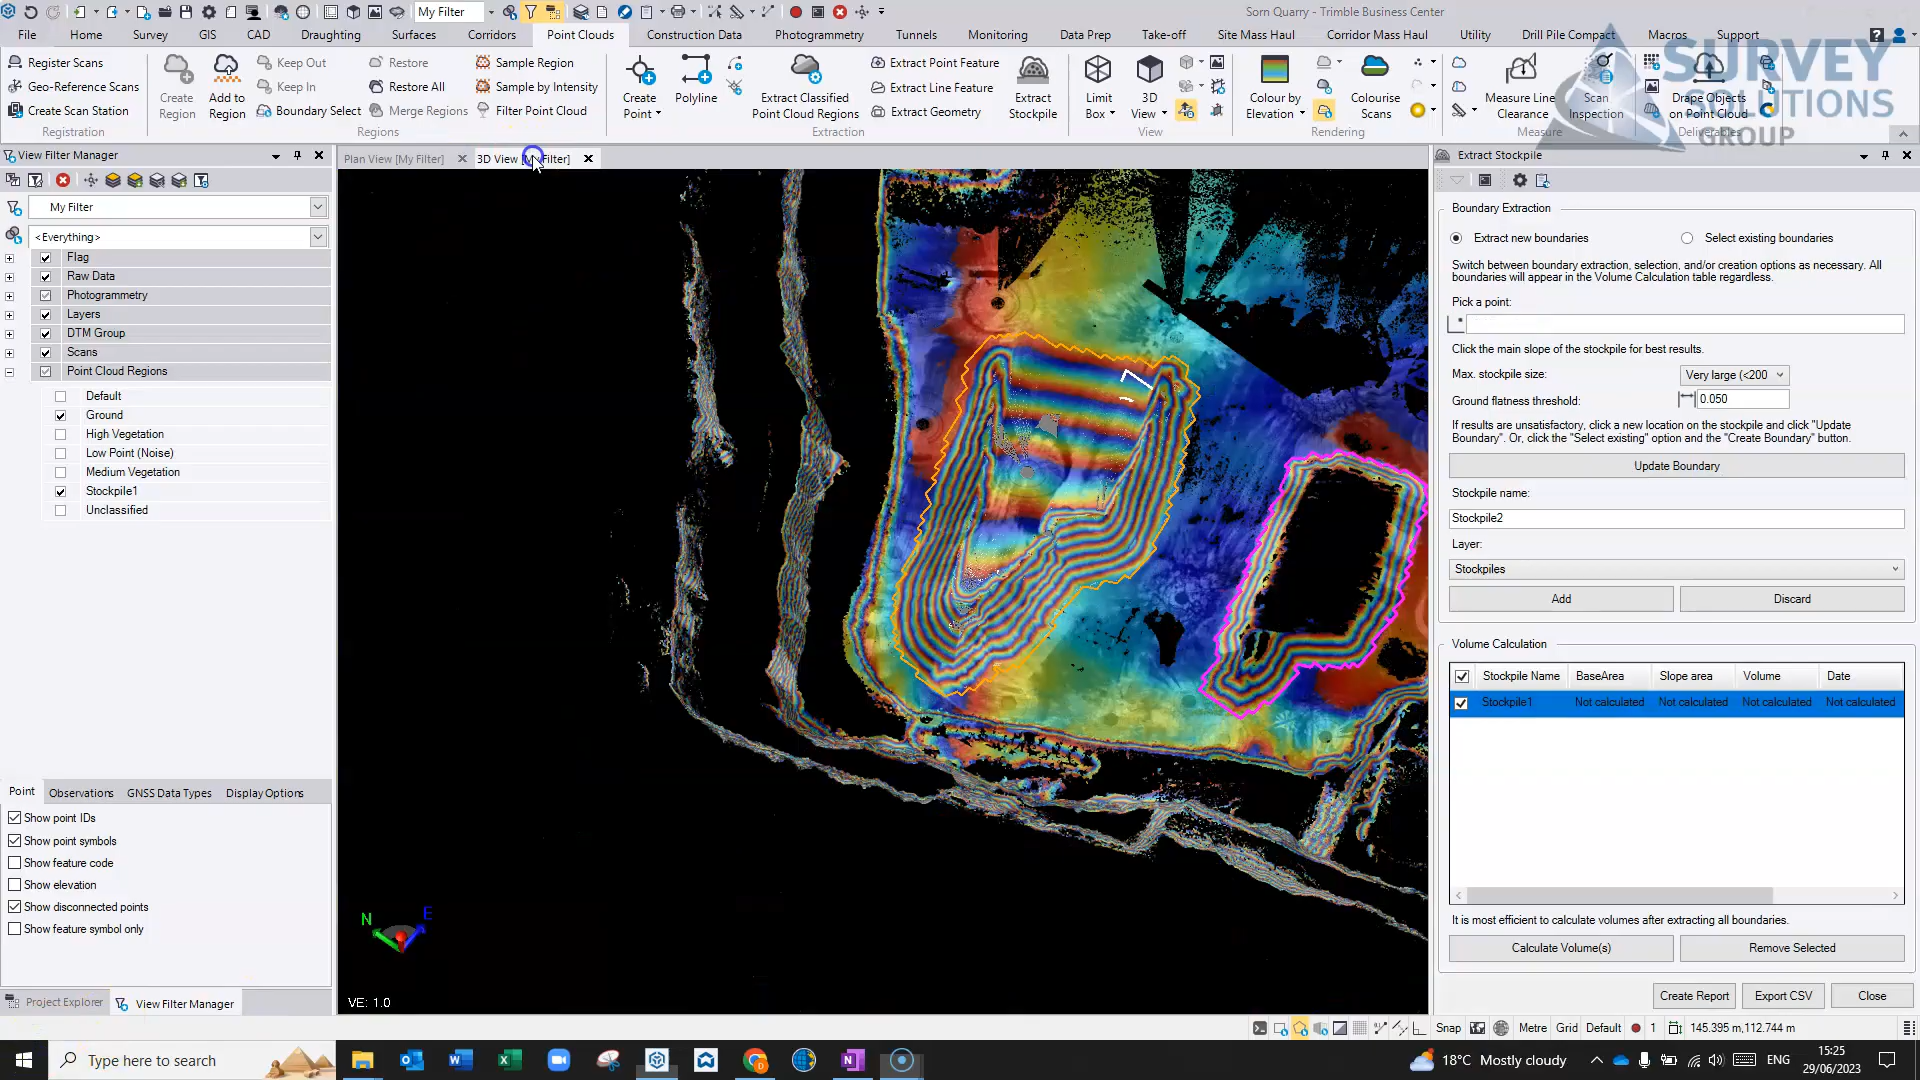 My Filter
Sorn Quarry - Trimble Business Center
File Home Survey GIS CAD Draughting Surfaces Corridors Point Clouds Construction Data Photogrammetry Tunnels Monitoring Data Prep Take-off Site Mass Haul Corridor Mass Haul Utility Drill Pile Compact Macros Support
Register Scans
Geo-Reference Scans
Create Scan Station
Registration
Create Region
Add to Region
Keep Out
Keep In
Boundary Select
Restore
Restore All
Merge Regions
Regions
Sample Region
Sample by Intensity
Filter Point Cloud
Create Point
Polyline
Extract Classified Point Cloud Regions
Extract Point Feature
Extract Line Feature
Extract Geometry
Extraction
Extract Stockpile
Limit Box
3D View
View
Colour by Elevation
Colourise Scans
Rendering
Measure Line Clearance
Scan Inspection
Measure
Drape Objects on Point Cloud
Deliverables
SURVEY
SOLUTIONS
GROUP
View Filter Manager
My Filter
<Everything>
Flag
Raw Data
Photogrammetry
Layers
DTM Group
Scans
Point Cloud Regions
Default
Ground
High Vegetation
Low Point (Noise)
Medium Vegetation
Stockpile1
Unclassified
Point Observations GNSS Data Types Display Options
Show point IDs
Show point symbols
Show feature code
Show elevation
Show disconnected points
Show feature symbol only
Project Explorer View Filter Manager
Plan View [My Filter] 3D View [My Filter]
N E
VE: 1.0
Extract Stockpile
Boundary Extraction
Extract new boundaries Select existing boundaries
Switch between boundary extraction, selection, and/or creation options as necessary. All
boundaries will appear in the Volume Calculation table regardless.
Pick a point:
Click the main slope of the stockpile for best results.
Max. stockpile size: Very large (<200
Ground flatness threshold: 0.050
If results are unsatisfactory, click a new location on the stockpile and click "Update
Boundary". Or, click the "Select existing" option and the "Create Boundary" button.
Update Boundary
Stockpile name:
Stockpile2
Layer:
Stockpiles
Add Discard
Volume Calculation
Stockpile Name BaseArea Slope area Volume Date
Stockpile1 Not calculated Not calculated Not calculated Not calculated
It is most efficient to calculate volumes after extracting all boundaries.
Calculate Volume(s) Remove Selected
Create Report Export CSV Close
Snap Metre Grid Default 1 145.395 m,112.744 m
Type here to search
18°C Mostly cloudy
ENG
15:25
29/06/2023